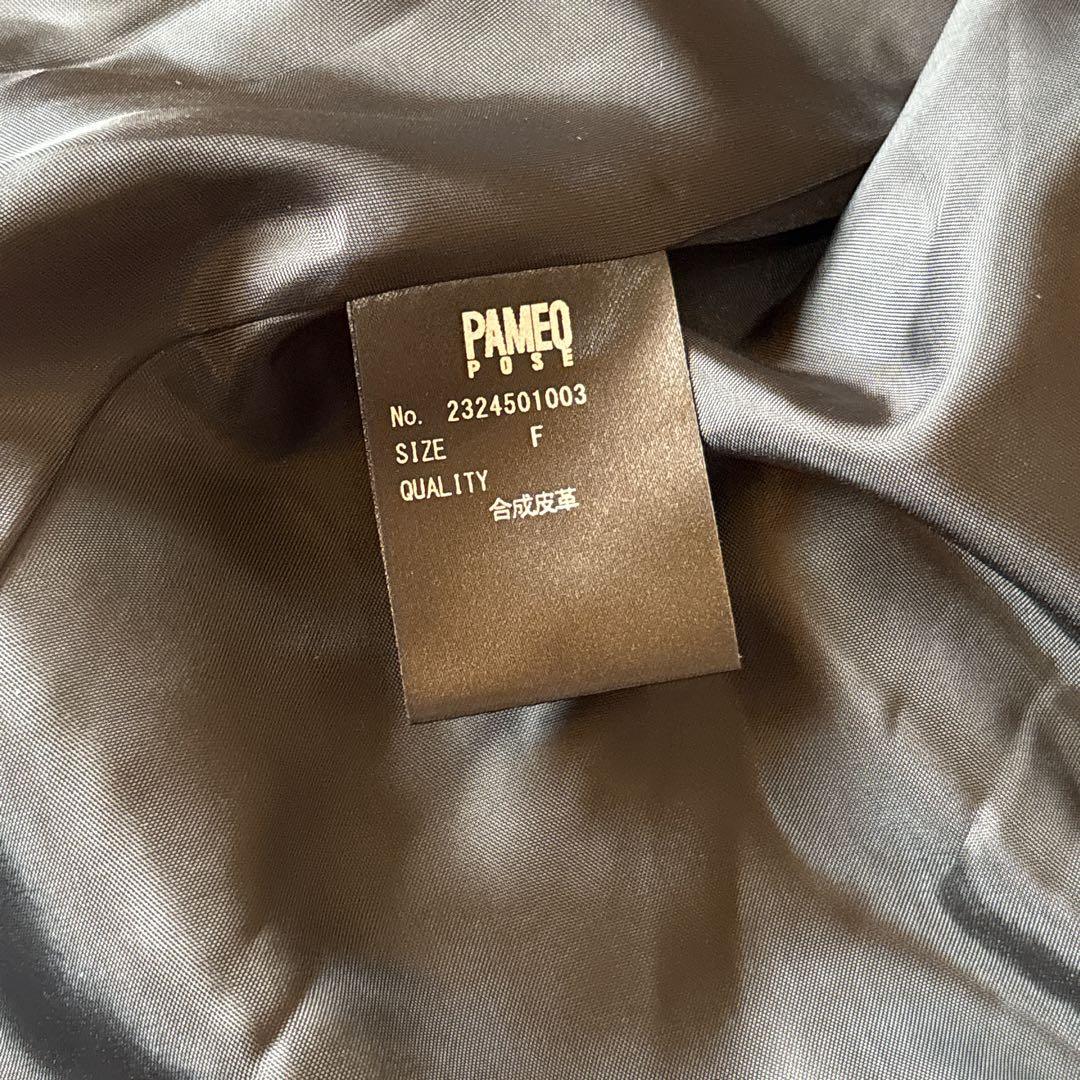 PAMEO
POSE
No. 2324501003
SIZE F
QUALITY
合成皮革